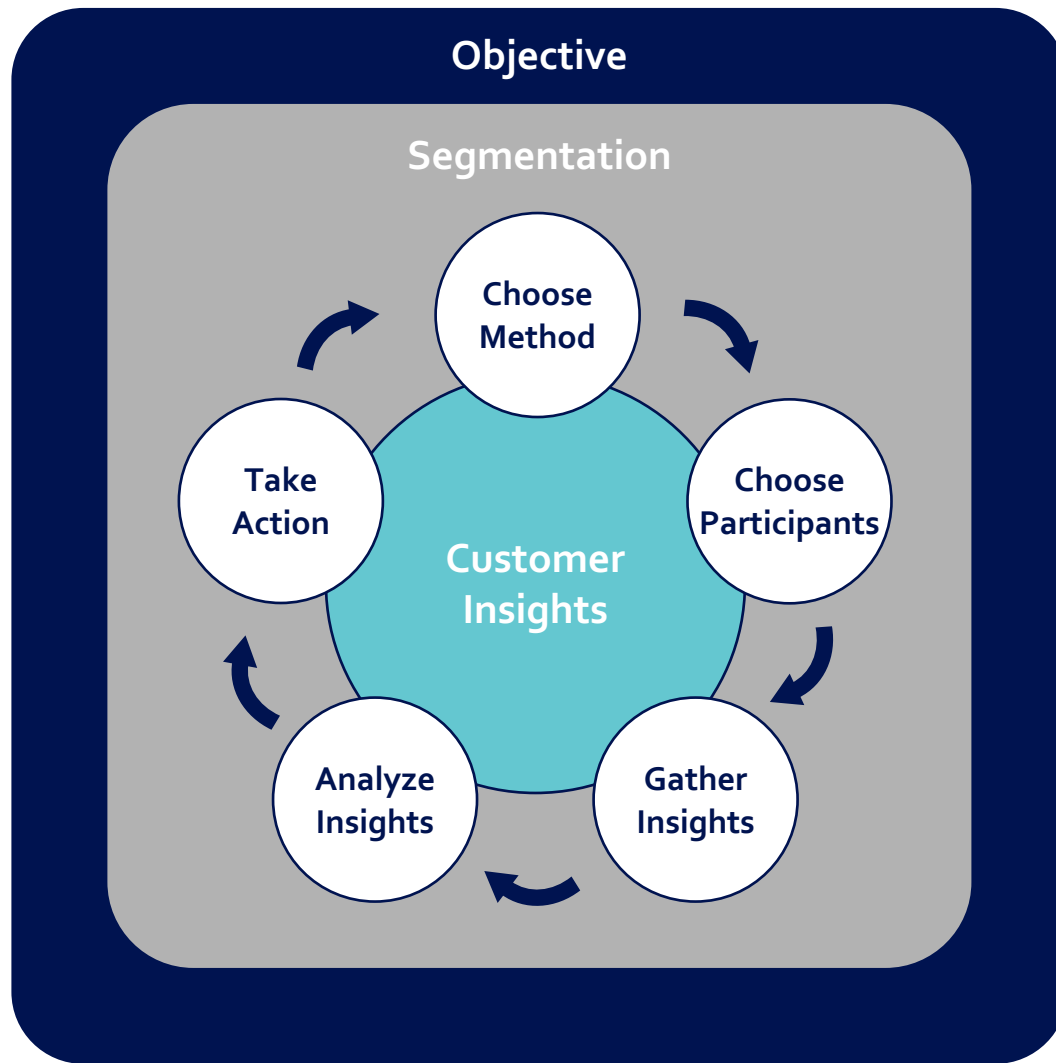 Objective
Segmentation
Choose
Method
Choose
Participants
Gather
Insights
Analyze
Insights
Take
Action
Customer
Insights